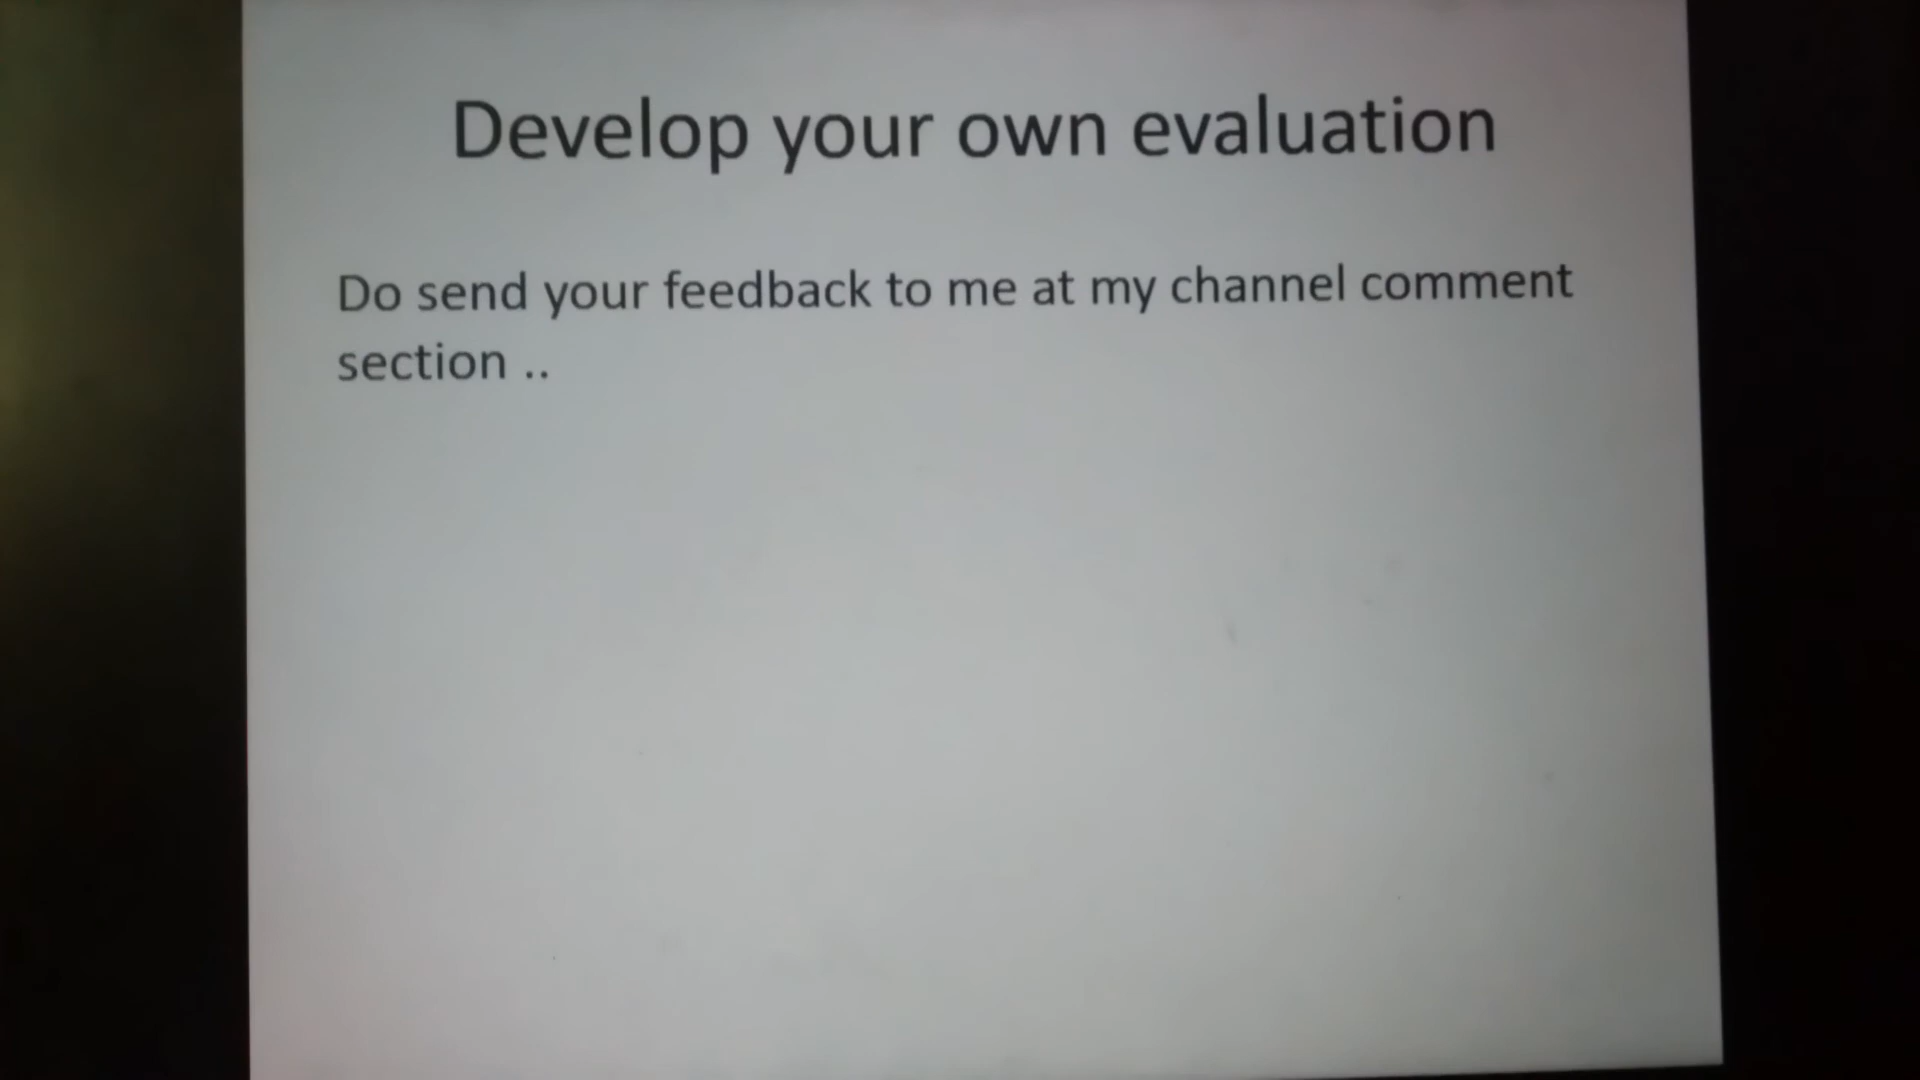 Develop your own evaluation
Do send your feedback to me at my channel comment
section ..